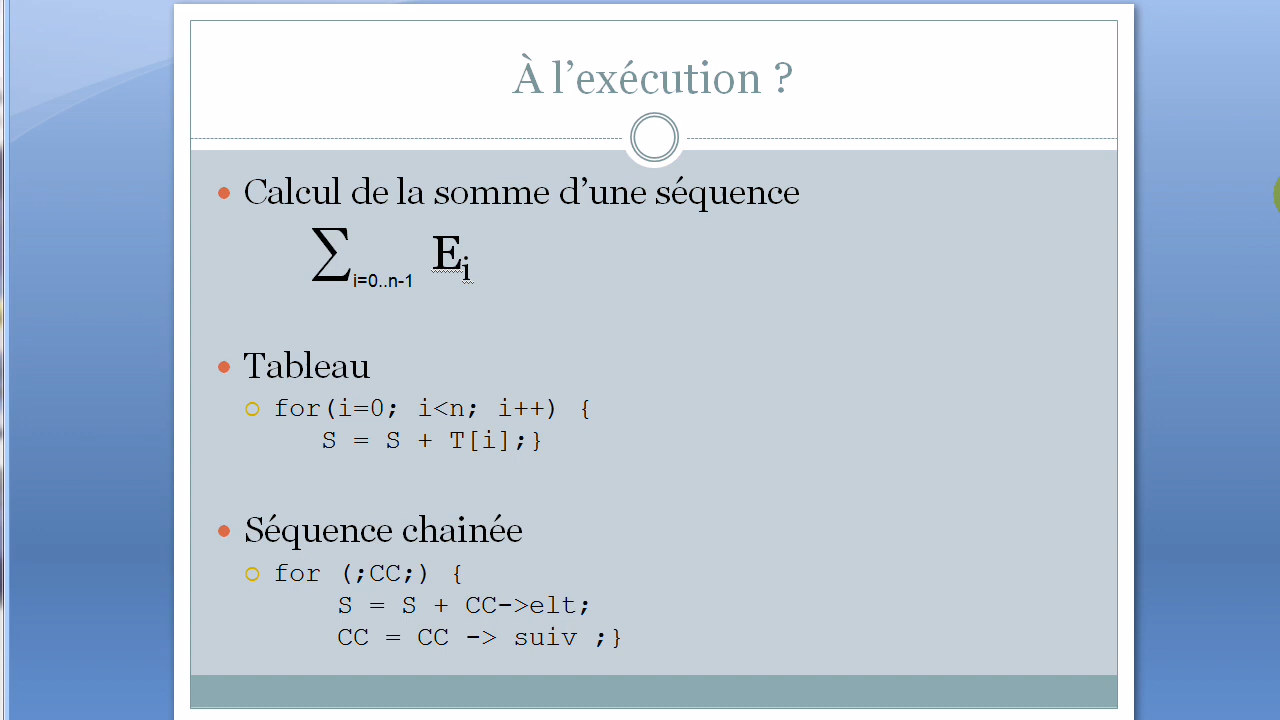 À l’exécution ?
Calcul de la somme d’une séquence
∑i=0..n-1 Ei
Tableau
for(i=0; i<n; i++) {
S = S + T[i];}
Séquence chainée
for (;CC;) {
S = S + CC->elt;
CC = CC -> suiv ;}